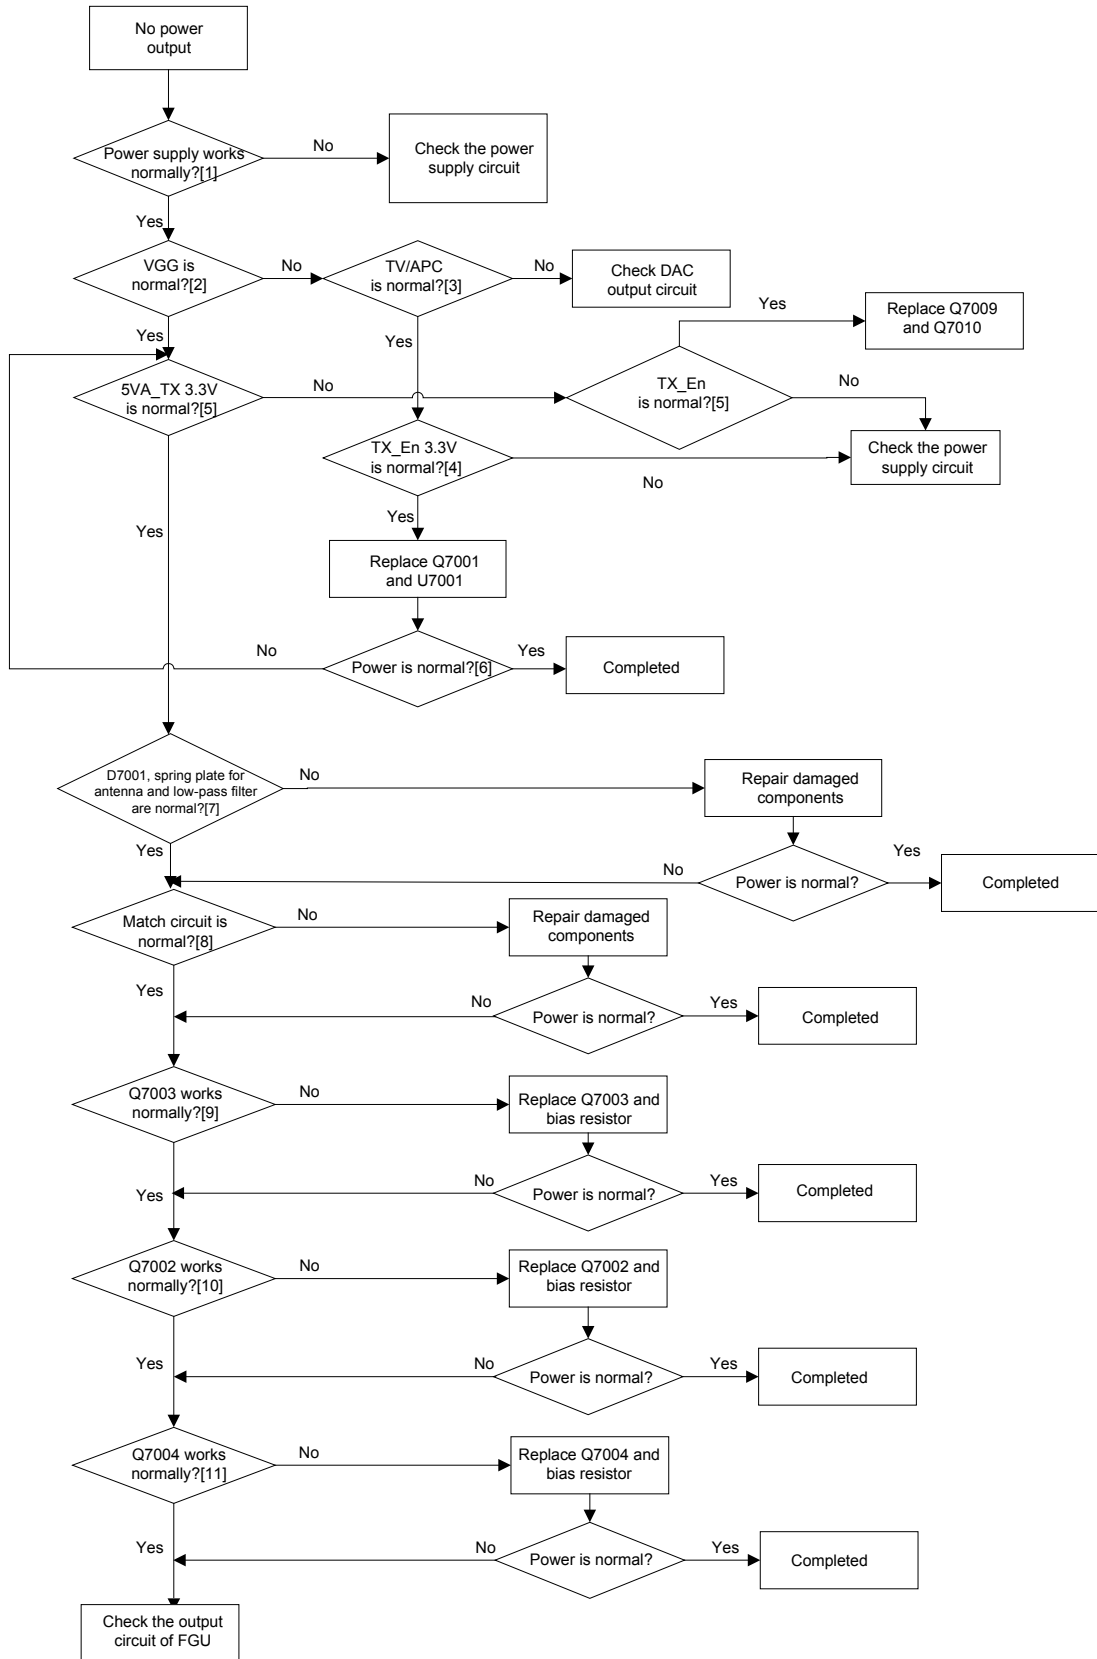 No power
output
Power supply works
normally?[1]
No
Check the power
supply circuit
Yes
VGG is
normal?[2]
No
TV/APC
is normal?[3]
No
Check DAC
output circuit
Yes
Replace Q7009
and Q7010
Yes
Yes
5VA_TX 3.3V
is normal?[5]
No
TX_En
is normal?[5]
No
TX_En 3.3V
is normal?[4]
No
Check the power
supply circuit
Yes
Yes
Replace Q7001
and U7001
No
Power is normal?[6]
Yes
Completed
D7001, spring plate for
antenna and low-pass filter
are normal?[7]
No
Repair damaged
components
Yes
No
Power is normal?
Yes
Completed
Match circuit is
normal?[8]
No
Repair damaged
components
Yes
No
Power is normal?
Yes
Completed
Q7003 works
normally?[9]
No
Replace Q7003 and
bias resistor
Yes
No
Power is normal?
Yes
Completed
Q7002 works
normally?[10]
No
Replace Q7002 and
bias resistor
Yes
No
Power is normal?
Yes
Completed
Q7004 works
normally?[11]
No
Replace Q7004 and
bias resistor
Yes
No
Power is normal?
Yes
Completed
Check the output
circuit of FGU